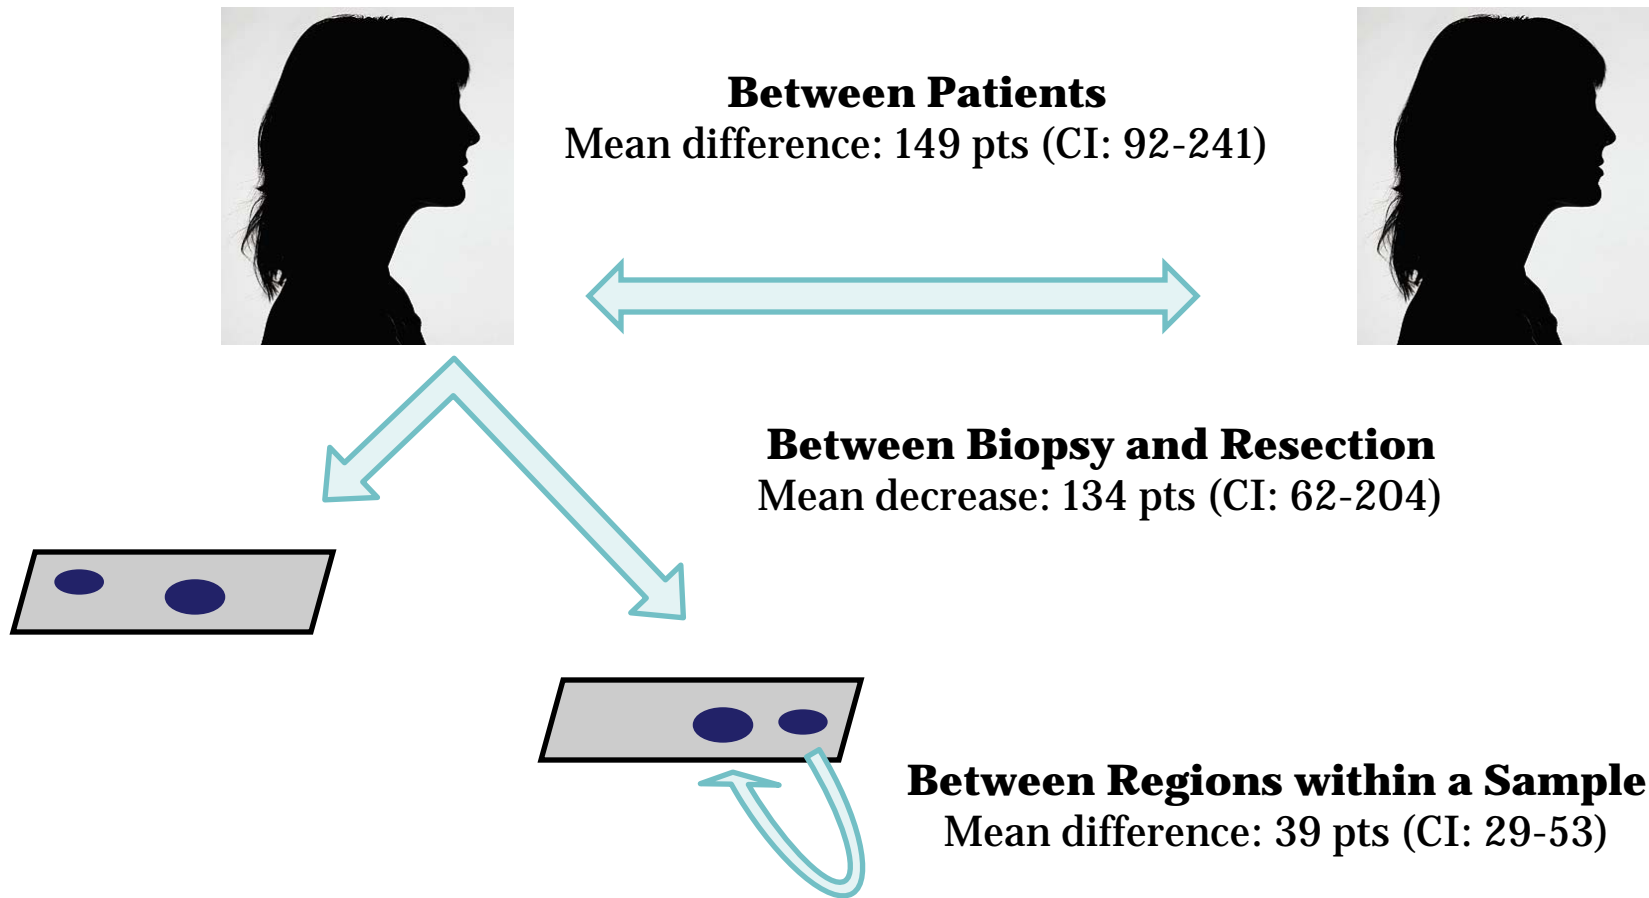 Between Patients
Mean difference: 149 pts (CI: 92-241)
Between Biopsy and Resection
Mean decrease: 134 pts (CI: 62-204)
Between Regions within a Sample
Mean difference: 39 pts (CI: 29-53)